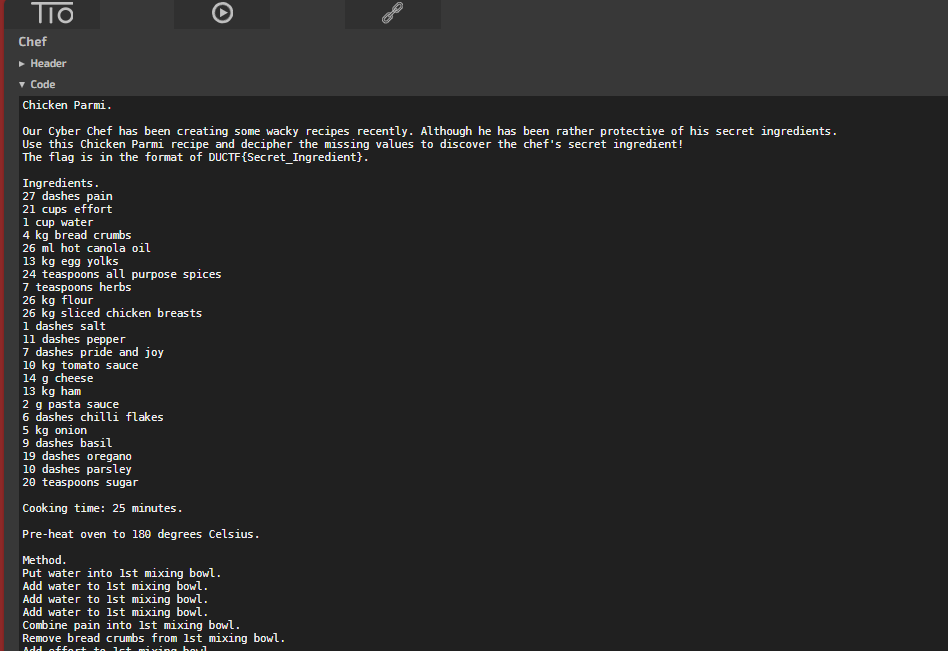 TIO
Chef
Header
Code
Chicken Parmi.
Our Cyber Chef has been creating some wacky recipes recently. Although he has been rather protective of his secret ingredients.
Use this Chicken Parmi recipe and decipher the missing values to discover the chef's secret ingredient!
The flag is in the format of DUCTF{Secret_Ingredient}.
Ingredients.
27 dashes pain
21 cups effort
1 cup water
4 kg bread crumbs
26 ml hot canola oil
13 kg egg yolks
24 teaspoons all purpose spices
7 teaspoons herbs
26 kg flour
26 kg sliced chicken breasts
1 dashes salt
11 dashes pepper
7 dashes pride and joy
10 kg tomato sauce
14 g cheese
13 kg ham
2 g pasta sauce
6 dashes chilli flakes
5 kg onion
9 dashes basil
19 dashes oregano
10 dashes parsley
20 teaspoons sugar
Cooking time: 25 minutes.
Pre-heat oven to 180 degrees Celsius.
Method.
Put water into 1st mixing bowl.
Add water to 1st mixing bowl.
Add water to 1st mixing bowl.
Add water to 1st mixing bowl.
Combine pain into 1st mixing bowl.
Remove bread crumbs from 1st mixing bowl.
Add effort to 1st mixing bowl